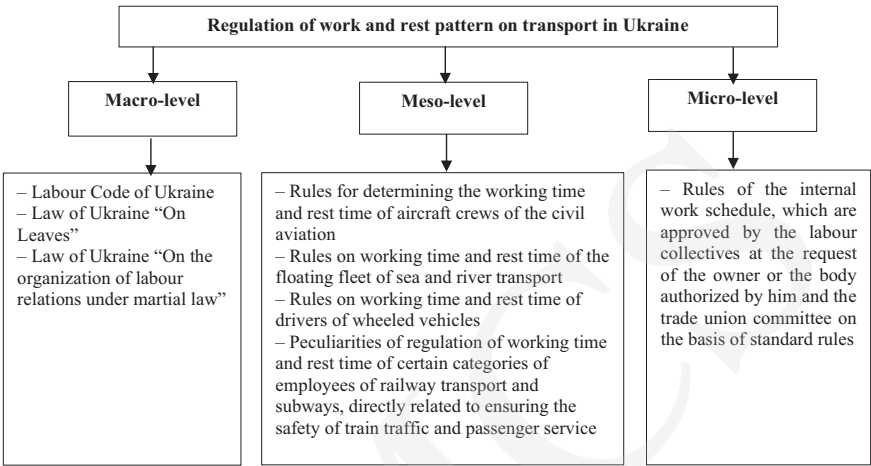 Regulation of work and rest pattern on transport in Ukraine
Macro-level
Meso-level
Micro-level
– Labour Code of Ukraine
– Law of Ukraine “On
Leaves”
– Law of Ukraine “On the
organization of labour
relations under martial law”
– Rules for determining the working time
and rest time of aircraft crews of the civil
aviation
– Rules on working time and rest time of the
floating fleet of sea and river transport
– Rules on working time and rest time of
drivers of wheeled vehicles
– Peculiarities of regulation of working time
and rest time of certain categories of
employees of railway transport and
subways, directly related to ensuring the
safety of train traffic and passenger service
– Rules of the internal
work schedule, which are
approved by the labour
collectives at the request
of the owner or the body
authorized by him and the
trade union committee on
the basis of standard rules